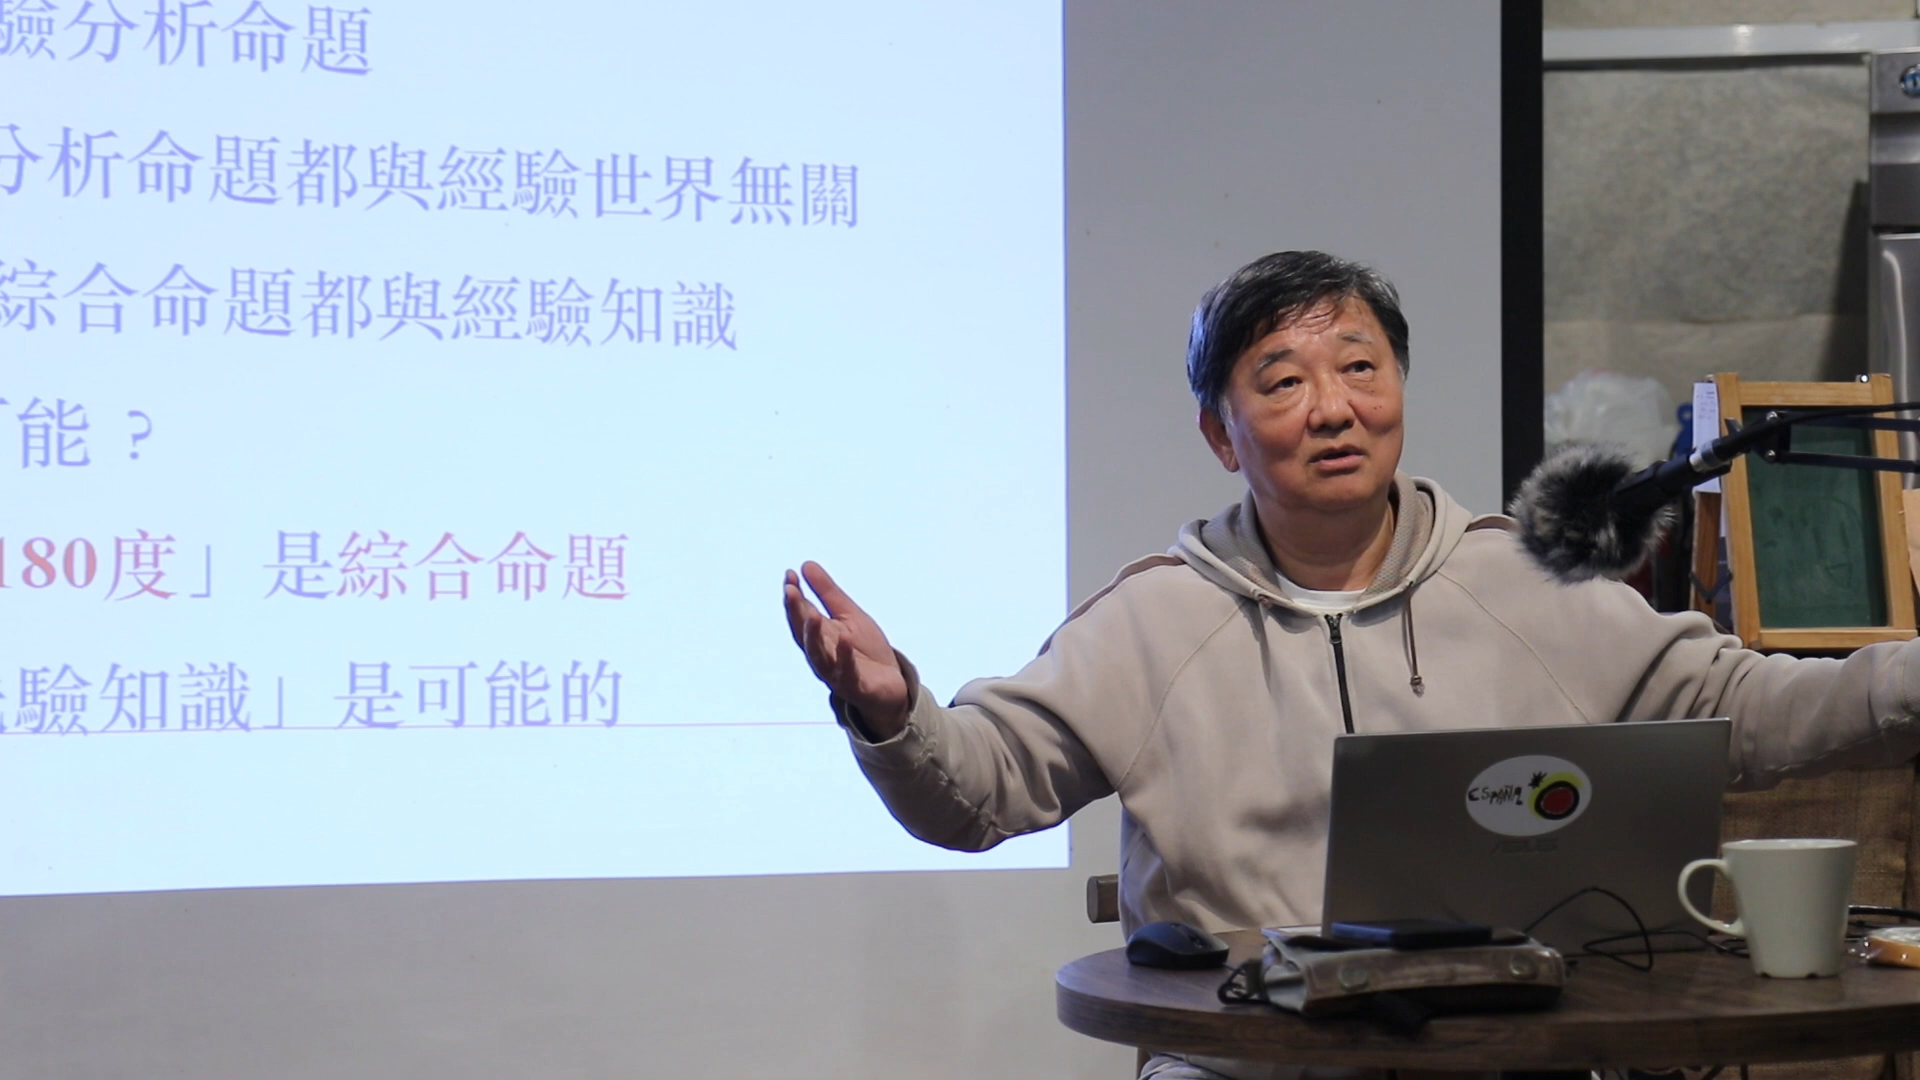 驗分析命題
分析命題都與經驗世界無關
綜合命題都與經驗知識
可能？
180度」是綜合命題
驗知識」是可能的
ESPAÑA